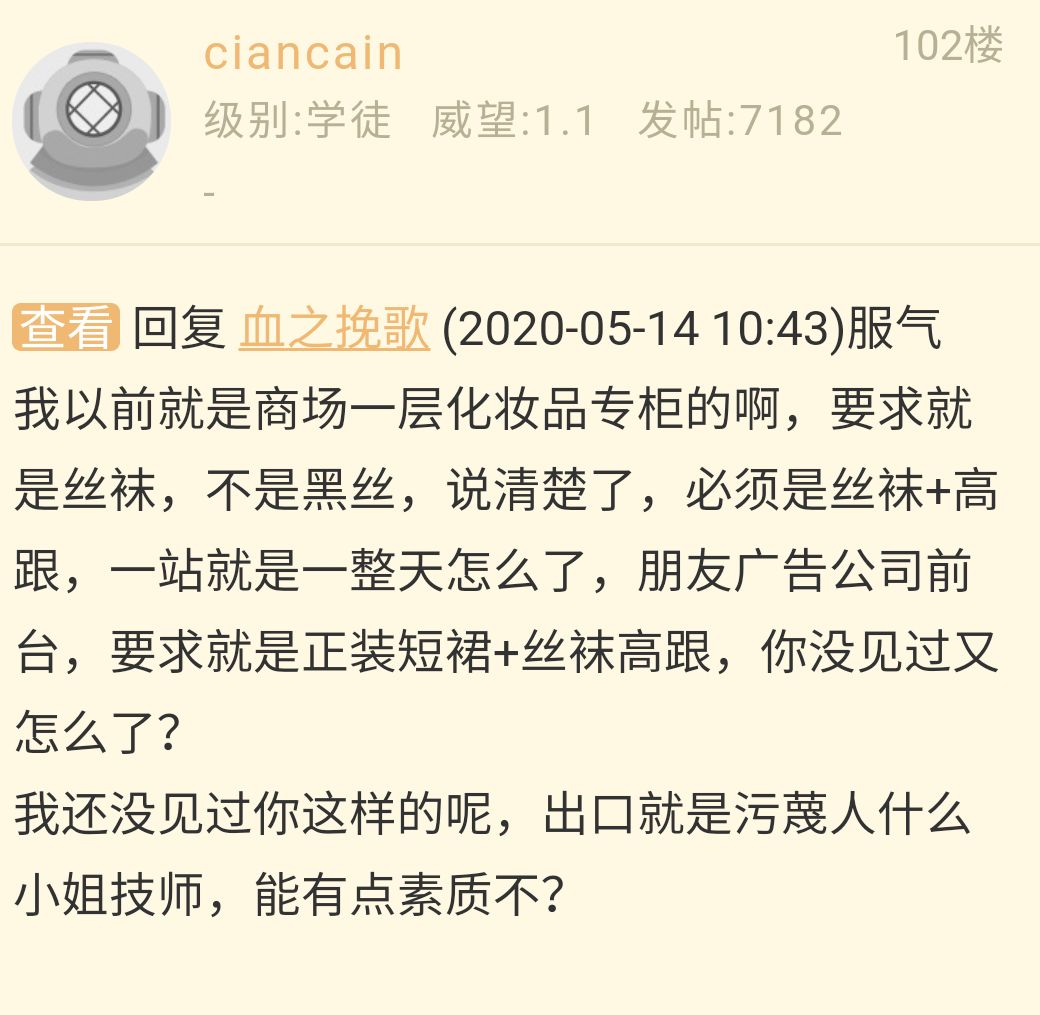 ciancain
102楼
级别:学徒 威望:1.1 发帖:7182
-
查看 回复 血之挽歌 (2020-05-14 10:43)服气
我以前就是商场一层化妆品专柜的啊，要求就
是丝袜，不是黑丝，说清楚了，必须是丝袜+高
跟，一站就是一整天怎么了，朋友广告公司前
台，要求就是正装短裙+丝袜高跟，你没见过又
怎么了？
我还没见过你这样的呢，出口就是污蔑人什么
小姐技师，能有点素质不？